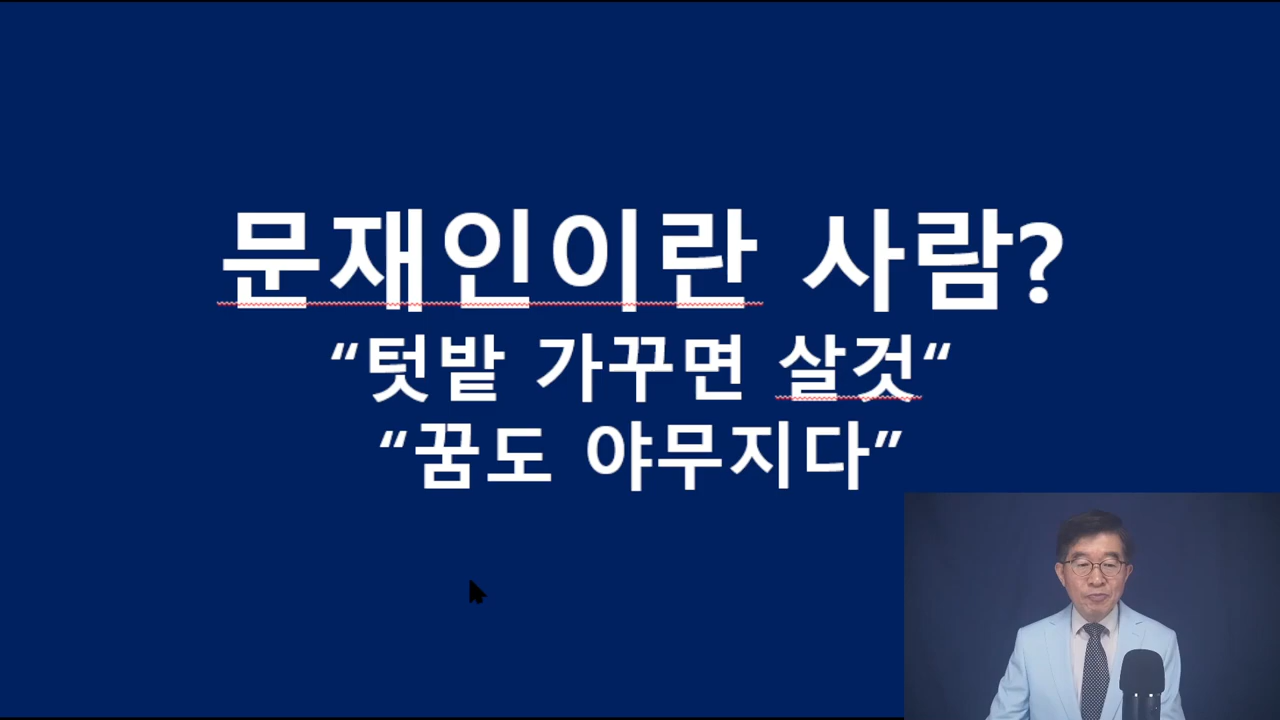 문재인이란 사람?
“텃밭 가꾸면 살것“
“꿈도 야무지다”